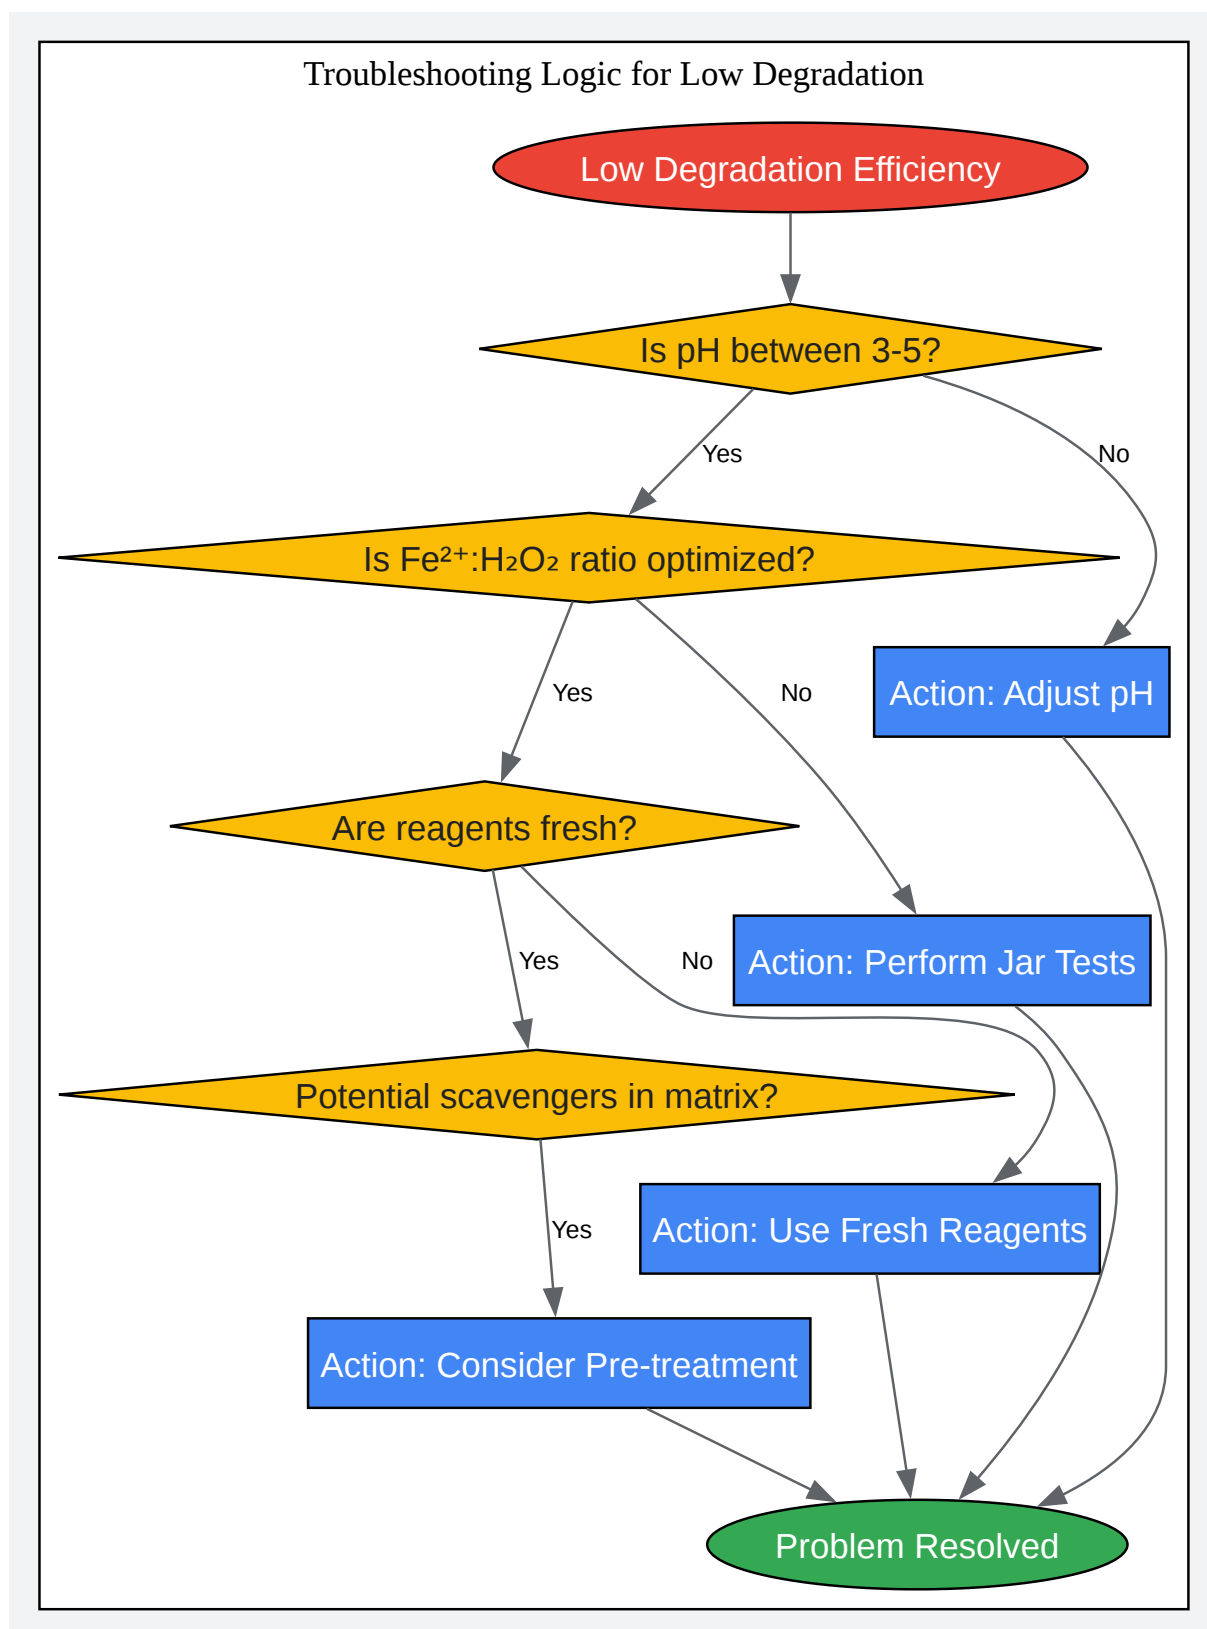 Troubleshooting Logic for Low Degradation
Low Degradation Efficiency
Is pH between 3-5?
Yes
No
Is Fe²⁺:H₂O₂ ratio optimized?
Yes
No
Action: Adjust pH
Are reagents fresh?
Yes
No
Action: Perform Jar Tests
Potential scavengers in matrix?
Yes
Action: Use Fresh Reagents
Action: Consider Pre-treatment
Problem Resolved